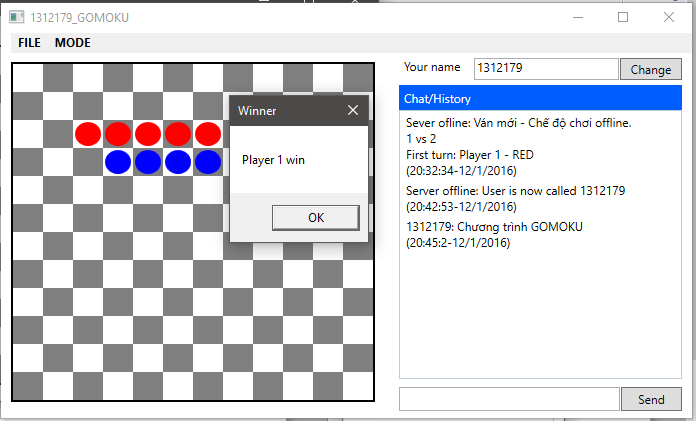 1312179_GOMOKU
FILE MODE
Your name 1312179 Change
Winner
Player 1 win
OK
Chat/History
Sever ofline: Ván mới - Chế độ chơi offline.
1 vs 2
First turn: Player 1 - RED
(20:32:34-12/1/2016)
Server offline: User is now called 1312179
(20:42:53-12/1/2016)
1312179: Chương trình GOMOKU
(20:45:2-12/1/2016)
Send